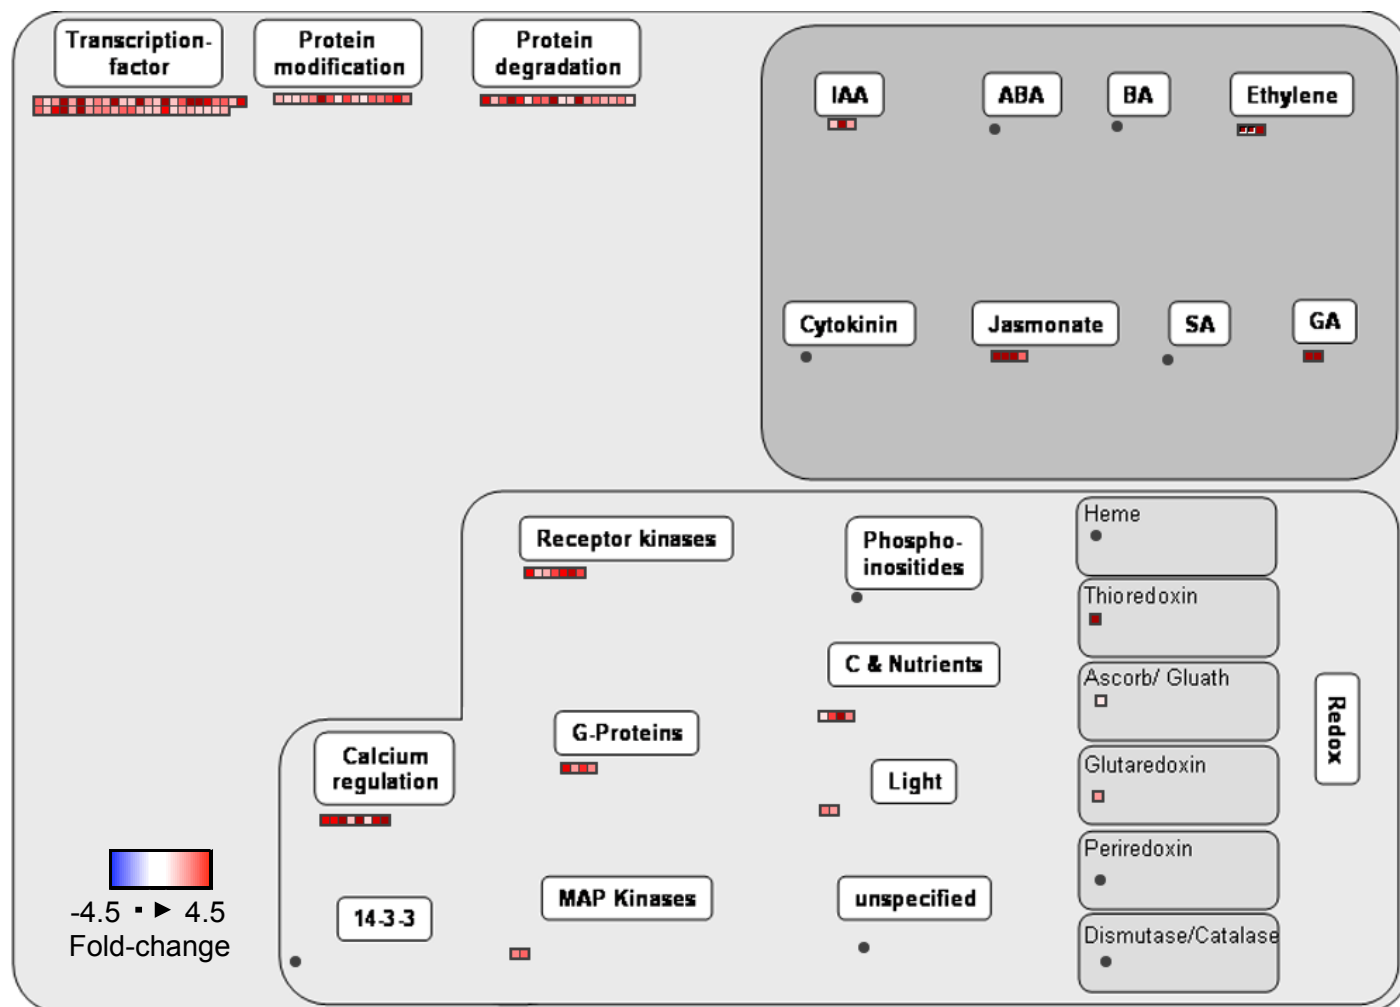 Transcription-
factor
Protein
modification
Protein
degradation
IAA
ABA
BA
Ethylene
Cytokinin
Jasmonate
SA
GA
Receptor kinases
Phospho-
inositides
Heme
Thioredoxin
C & Nutrients
Ascorb/ Gluath
Redox
G-Proteins
Calcium
regulation
Light
Glutaredoxin
Periredoxin
MAP Kinases
unspecified
14-3-3
Dismutase/Catalase
-4.5 ▪ ► 4.5
Fold-change